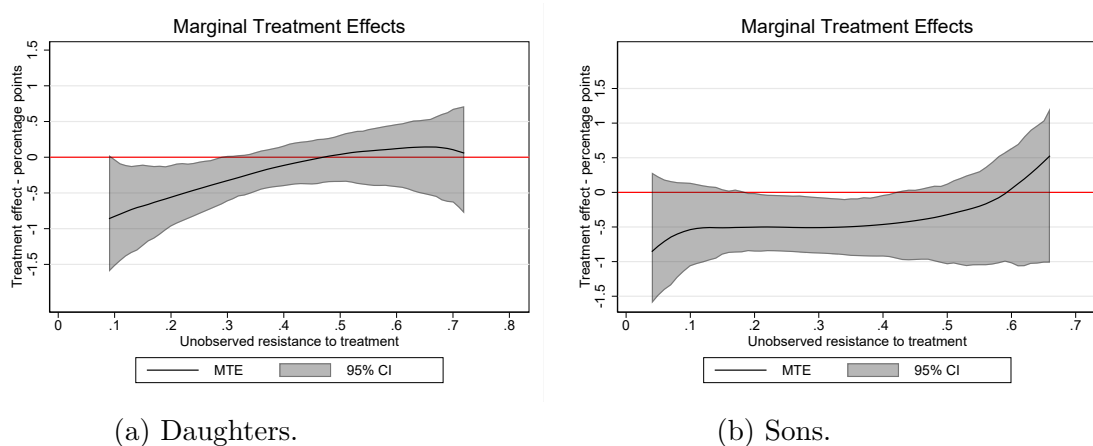 Marginal Treatment Effects
Treatment effect - percentage points
1.5
1
.5
0
-.5
-1
-1.5
0 .1 .2 .3 .4 .5 .6 .7 .8
Unobserved resistance to treatment
MTE 95% CI
(a) Daughters.
Marginal Treatment Effects
Treatment effect - percentage points
1.5
1
.5
0
-.5
-1
-1.5
0 .1 .2 .3 .4 .5 .6 .7
Unobserved resistance to treatment
MTE 95% CI
(b) Sons.